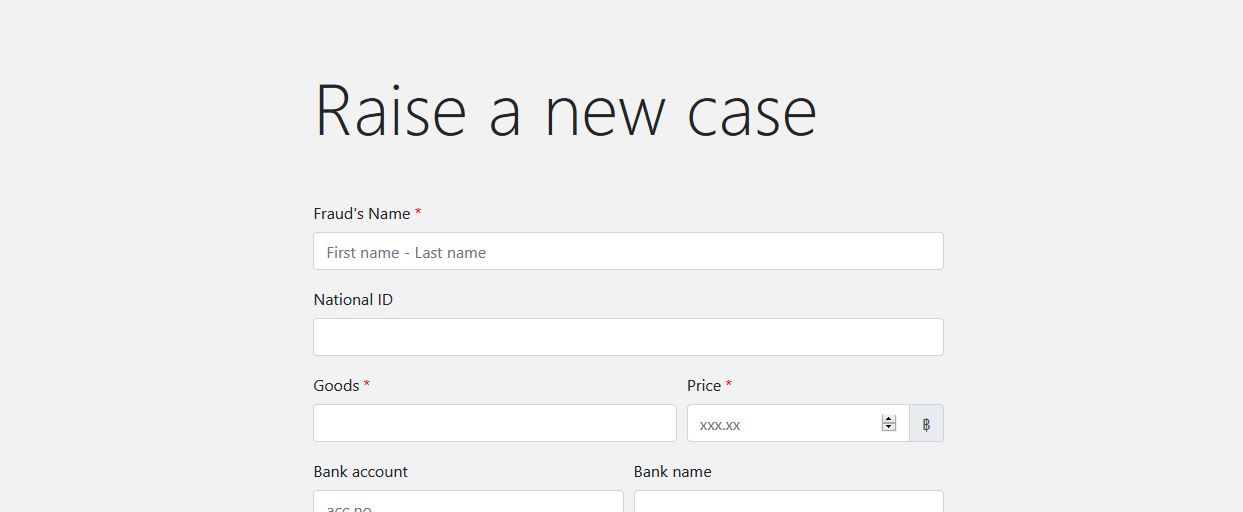 Raise a new case
Fraud's Name *
First name - Last name
National ID
Goods * Price *
xxx.xx ฿
Bank account Bank name
acc no